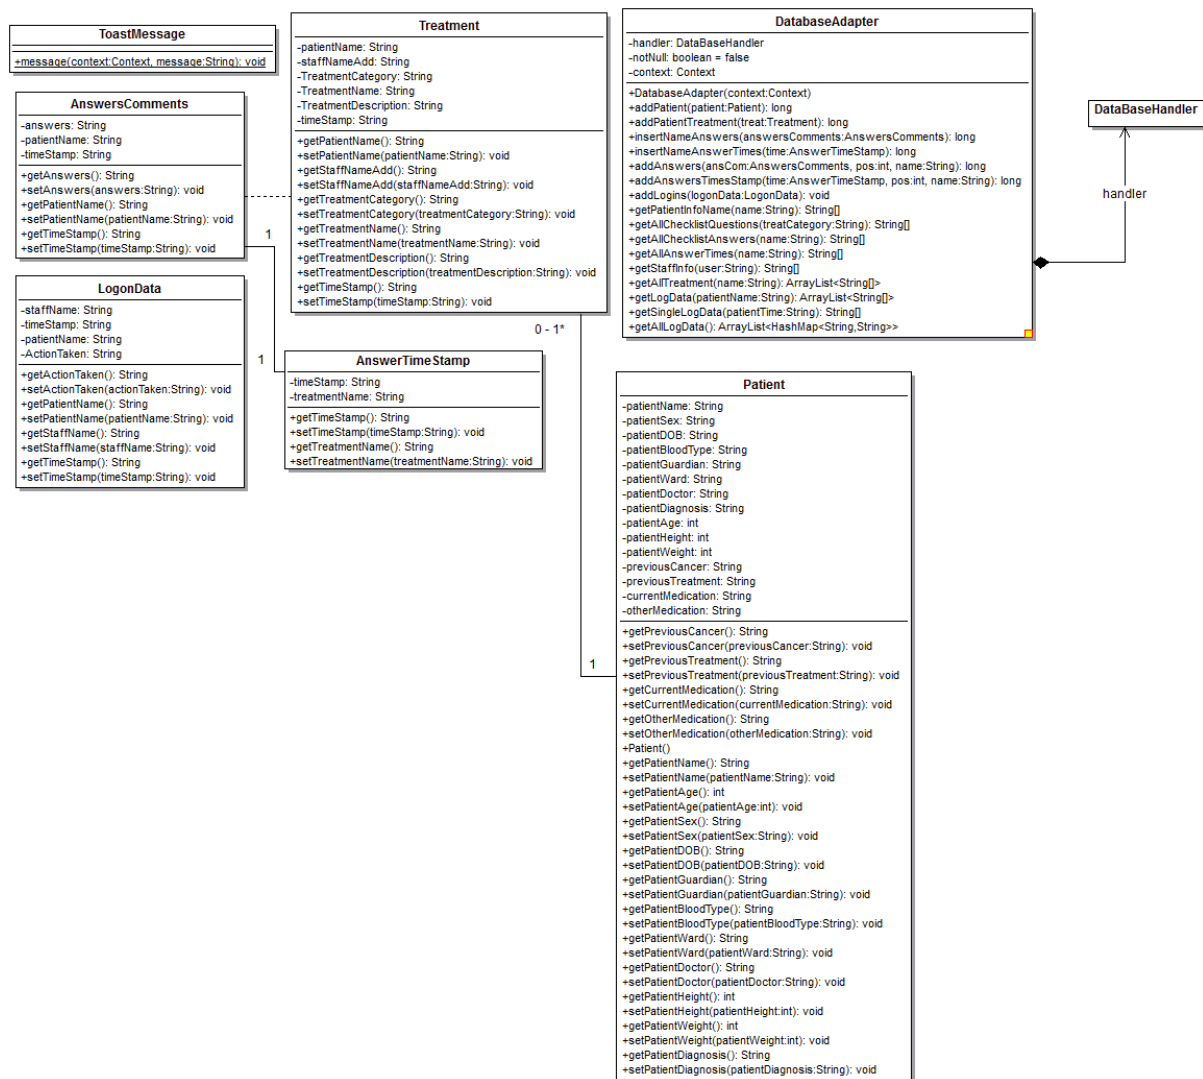 ToastMessage
+message(context:Context, message:String): void
AnswersComments
-answers: String
-patientName: String
-timeStamp: String
+getAnswers(): String
+setAnswers(answers:String): void
+getPatientName(): String
+setPatientName(patientName:String): void
+getTimeStamp(): String
+setTimeStamp(timeStamp:String): void
LogonData
-staffName: String
-timeStamp: String
-patientName: String
-ActionTaken: String
+getActionTaken(): String
+setActionTaken(actionTaken:String): void
+getPatientName(): String
+setPatientName(patientName:String): void
+getStaffName(): String
+setStaffName(staffName:String): void
+getTimeStamp(): String
+setTimeStamp(timeStamp:String): void
Treatment
-patientName: String
-staffNameAdd: String
-TreatmentCategory: String
-TreatmentName: String
-TreatmentDescription: String
-timeStamp: String
+getPatientName(): String
+setPatientName(patientName:String): void
+getStaffNameAdd(): String
+setStaffNameAdd(staffNameAdd:String): void
+getTreatmentCategory(): String
+setTreatmentCategory(treatmentCategory:String): void
+getTreatmentName(): String
+setTreatmentName(treatmentName:String): void
+getTreatmentDescription(): String
+setTreatmentDescription(treatmentDescription:String): void
+getTimeStamp(): String
+setTimeStamp(timeStamp:String): void
1
1
0 - 1*
AnswerTimeStamp
-timeStamp: String
-treatmentName: String
+getTimeStamp(): String
+setTimeStamp(timeStamp:String): void
+getTreatmentName(): String
+setTreatmentName(treatmentName:String): void
DatabaseAdapter
-handler: DataBaseHandler
-notNull: boolean = false
-context: Context
+DatabaseAdapter(context:Context)
+addPatient(patient:Patient): long
+addPatientTreatment(treat:Treatment): long
+insertNameAnswers(answersComments:AnswersComments): long
+insertNameAnswerTimes(time:AnswerTimeStamp): long
+addAnswers(ansCom:AnswersComments, pos:int, name:String): long
+addAnswersTimesStamp(time:AnswerTimeStamp, pos:int, name:String): long
+addLogins(logonData:LogonData): void
+getPatientInfoName(name:String): String[]
+getAllChecklistQuestions(treatCategory:String): String[]
+getAllChecklistAnswers(name:String): String[]
+getAllAnswerTimes(name:String): String[]
+getStaffInfo(user:String): String[]
+getAllTreatment(name:String): ArrayList<String[]>
+getLogData(patientName:String): ArrayList<String[]>
+getSingleLogData(patientTime:String): String[]
+getAllLogData(): ArrayList<HashMap<String,String>>
DataBaseHandler
handler
1
Patient
-patientName: String
-patientSex: String
-patientDOB: String
-patientBloodType: String
-patientGuardian: String
-patientWard: String
-patientDoctor: String
-patientDiagnosis: String
-patientAge: int
-patientHeight: int
-patientWeight: int
-previousCancer: String
-previousTreatment: String
-currentMedication: String
-otherMedication: String
+getPreviousCancer(): String
+setPreviousCancer(previousCancer:String): void
+getPreviousTreatment(): String
+setPreviousTreatment(previousTreatment:String): void
+getCurrentMedication(): String
+setCurrentMedication(currentMedication:String): void
+getOtherMedication(): String
+setOtherMedication(otherMedication:String): void
+Patient()
+getPatientName(): String
+setPatientName(patientName:String): void
+getPatientAge(): int
+setPatientAge(patientAge:int): void
+getPatientSex(): String
+setPatientSex(patientSex:String): void
+getPatientDOB(): String
+setPatientDOB(patientDOB:String): void
+getPatientGuardian(): String
+setPatientGuardian(patientGuardian:String): void
+getPatientBloodType(): String
+setPatientBloodType(patientBloodType:String): void
+getPatientWard(): String
+setPatientWard(patientWard:String): void
+getPatientDoctor(): String
+setPatientDoctor(patientDoctor:String): void
+getPatientHeight(): int
+setPatientHeight(patientHeight:int): void
+getPatientWeight(): int
+setPatientWeight(patientWeight:int): void
+getPatientDiagnosis(): String
+setPatientDiagnosis(patientDiagnosis:String): void